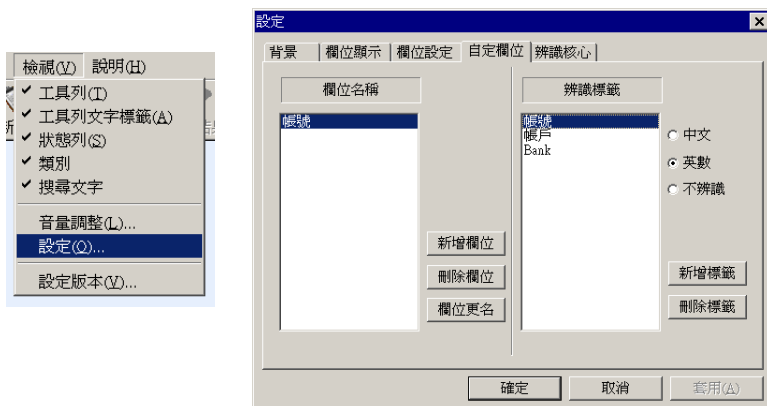 檢視(V) 說明(H)
工具列(T)
工具列文字標籤(A)
狀態列(S)
類別
搜尋文字
音量調整(L)...
設定(O)...
設定版本(V)...
設定
背景 欄位顯示 欄位設定 自定欄位 辨識核心
欄位名稱
帳號
新增欄位
刪除欄位
欄位更名
辨識標籤
帳號
帳戶
Bank
中文
英數
不辨識
新增標籤
刪除標籤
確定 取消 套用(A)